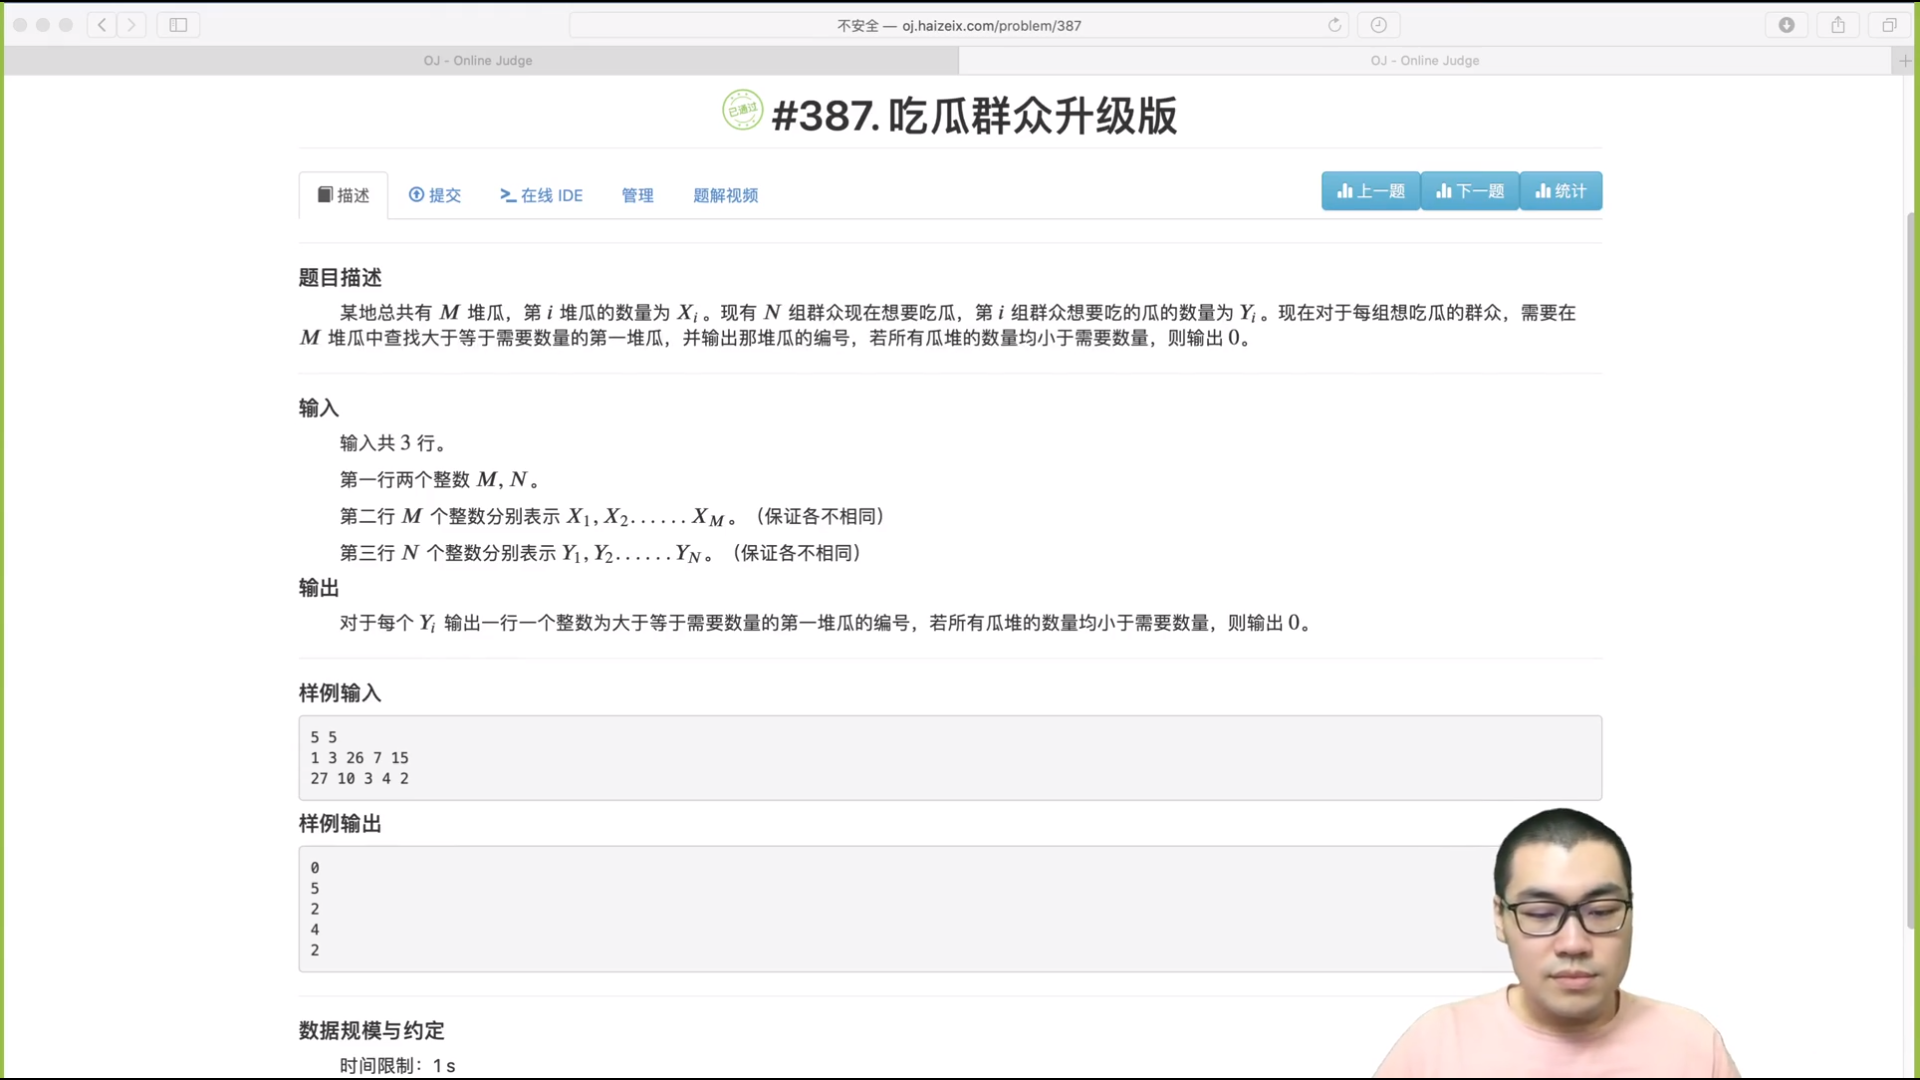 不安全 — oj.haizeix.com/problem/387
OJ - Online Judge
OJ - Online Judge
已通过
#387. 吃瓜群众升级版
描述
提交
在线 IDE
管理
题解视频
上一题
下一题
统计
题目描述
某地总共有 M 堆瓜，第 i 堆瓜的数量为 Xi。现有 N 组群众现在想要吃瓜，第 i 组群众想要吃的瓜的数量为 Yi。现在对于每组想吃瓜的群众，需要在
M 堆瓜中查找大于等于需要数量的第一堆瓜，并输出那堆瓜的编号，若所有瓜堆的数量均小于需要数量，则输出 0。
输入
输入共 3 行。
第一行两个整数 M, N。
第二行 M 个整数分别表示 X1, X2......XM。（保证各不相同）
第三行 N 个整数分别表示 Y1, Y2......YN。（保证各不相同）
输出
对于每个 Yi 输出一行一个整数为大于等于需要数量的第一堆瓜的编号，若所有瓜堆的数量均小于需要数量，则输出 0。
样例输入
5 5
1 3 26 7 15
27 10 3 4 2
样例输出
0
5
2
4
2
数据规模与约定
时间限制：1 s